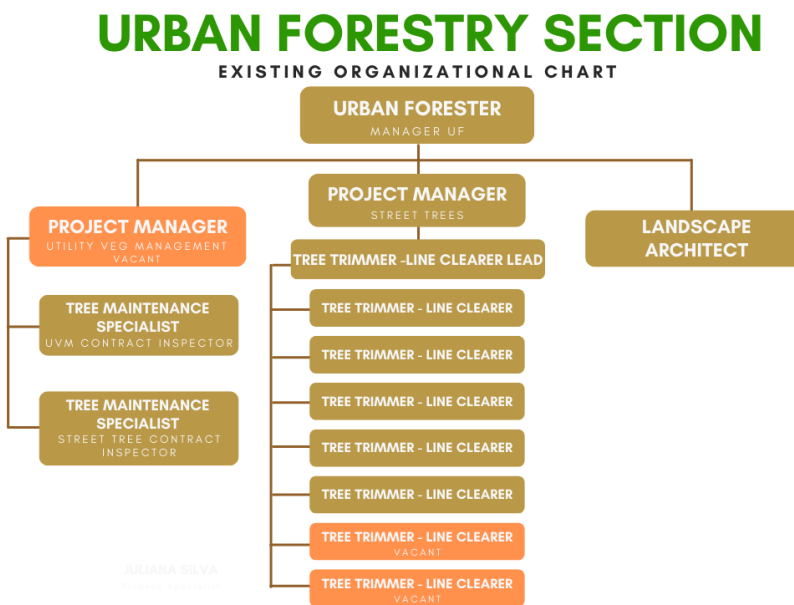 URBAN FORESTRY SECTION
EXISTING ORGANIZATIONAL CHART
URBAN FORESTER
MANAGER UF
PROJECT MANAGER
UTILITY VEG MANAGEMENT
VACANT
TREE MAINTENANCE
SPECIALIST
UVM CONTRACT INSPECTOR
TREE MAINTENANCE
SPECIALIST
STREET TREE CONTRACT
INSPECTOR
PROJECT MANAGER
STREET TREES
TREE TRIMMER -LINE CLEARER LEAD
TREE TRIMMER - LINE CLEARER
TREE TRIMMER - LINE CLEARER
TREE TRIMMER - LINE CLEARER
TREE TRIMMER - LINE CLEARER
TREE TRIMMER - LINE CLEARER
TREE TRIMMER - LINE CLEARER
VACANT
TREE TRIMMER - LINE CLEARER
VACANT
LANDSCAPE
ARCHITECT
JULIANA SILVA